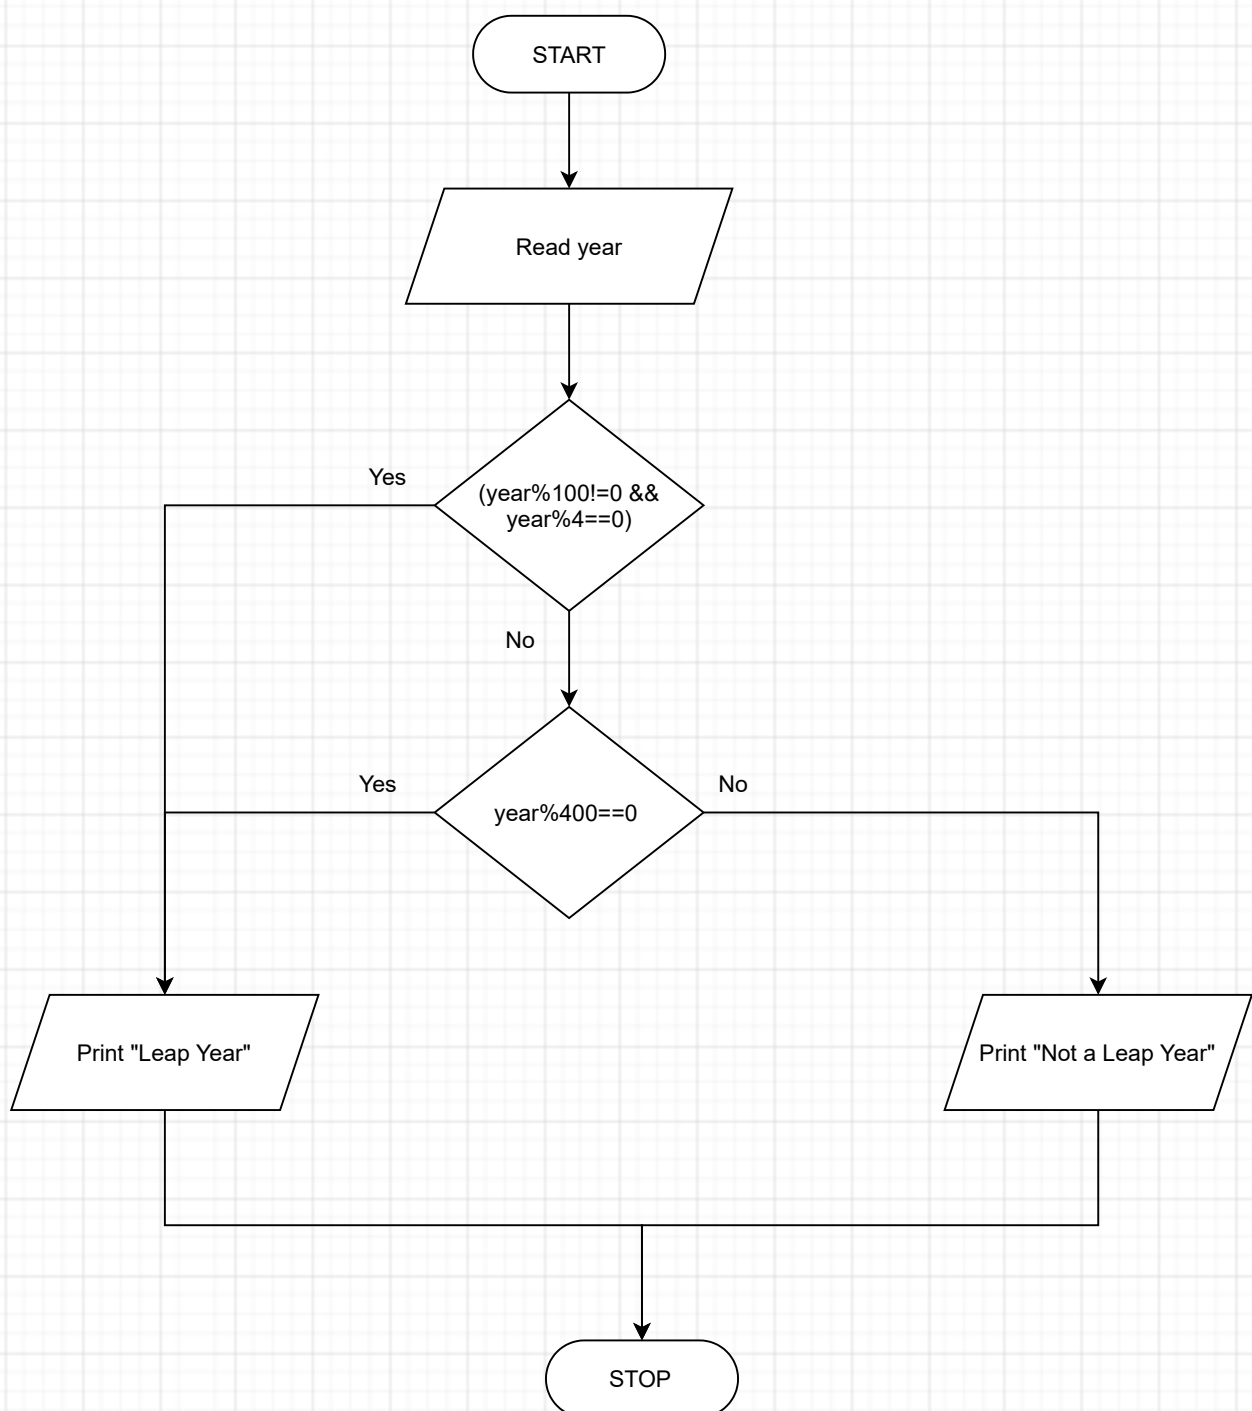 START
Read year
Yes
(year%100!=0 &&
year%4==0)
No
Yes
year%400==0
No
Print "Leap Year"
Print "Not a Leap Year"
STOP